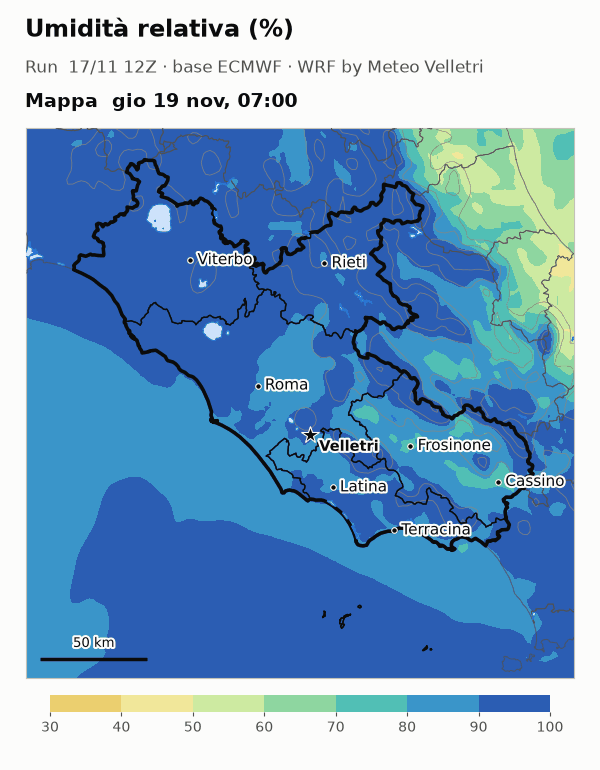 Umidità relativa (%)
Run  17/11 12Z · base ECMWF · WRF by Meteo Velletri
Mappa  gio 19 nov, 07:00
Viterbo
Rieti
Roma
Velletri
Frosinone
Cassino
Latina
Terracina
50 km
30 40 50 60 70 80 90 100